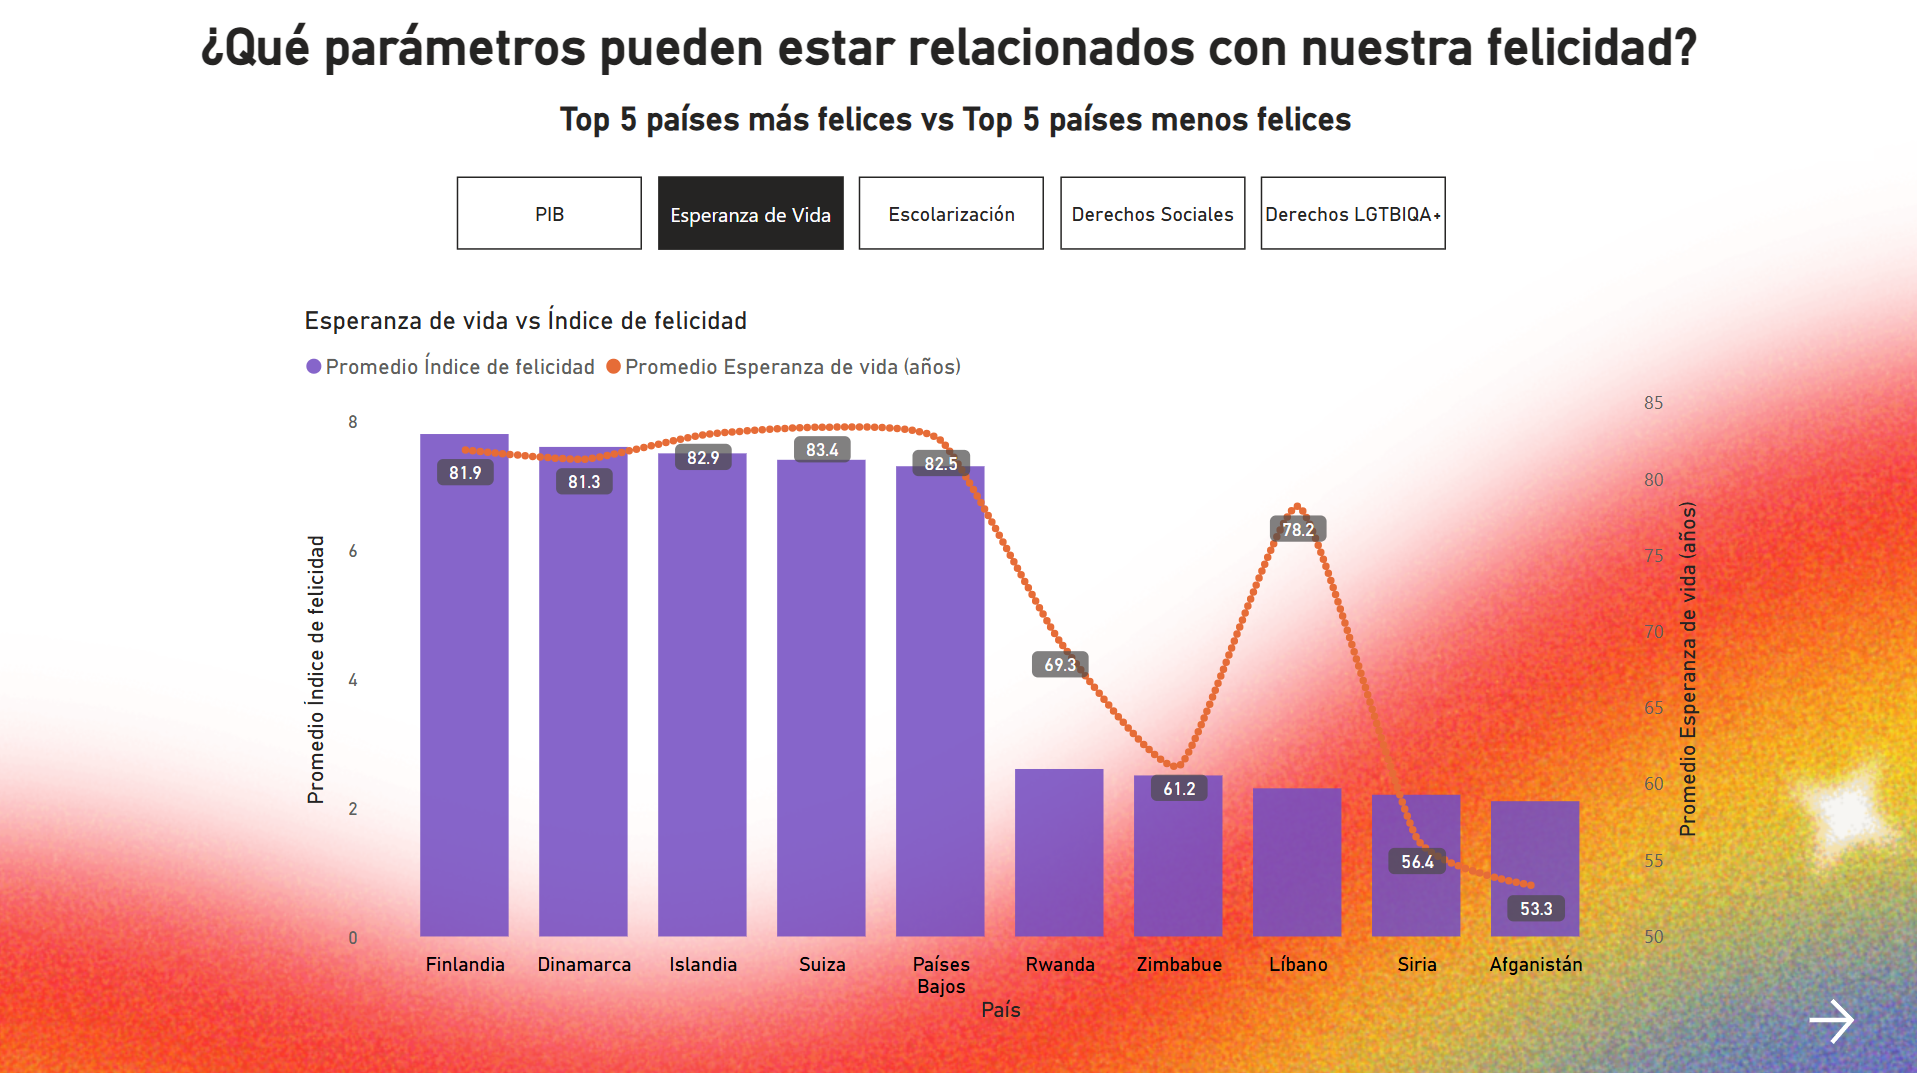 ¿Qué parámetros pueden estar relacionados con nuestra felicidad?
Top 5 países más felices vs Top 5 países menos felices
PIB
Esperanza de Vida
Escolarización
Derechos Sociales
Derechos LGTBIQA+
Esperanza de vida vs Índice de felicidad
Promedio Índice de felicidad
Promedio Esperanza de vida (años)
Promedio Índice de felicidad
8
6
4
2
0
81.9
81.3
82.9
83.4
82.5
69.3
61.2
78.2
56.4
53.3
85
80
75
70
65
60
55
50
Promedio Esperanza de vida (años)
Finlandia
Dinamarca
Islandia
Suiza
Países
Bajos
Rwanda
Zimbabue
Líbano
Siria
Afganistán
País